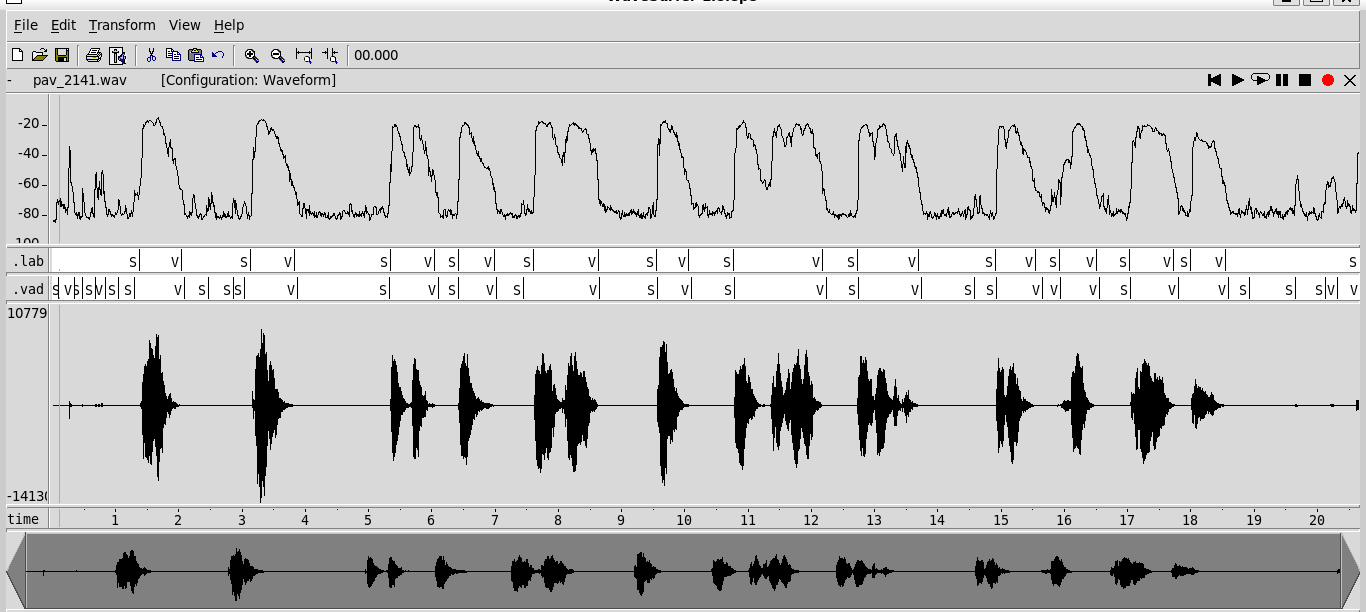 File Edit Transform View Help
00.000
- pav_2141.wav [Configuration: Waveform]
-20
-40
-60
-80
.lab S V S V S V S V S V S V S V S V S V S V S V S V S
.vad S V S S V S S V S S S V S V S V S V S V S V S V S S V V V S V V S S S V V
10779
-1413
time 1 2 3 4 5 6 7 8 9 10 11 12 13 14 15 16 17 18 19 20